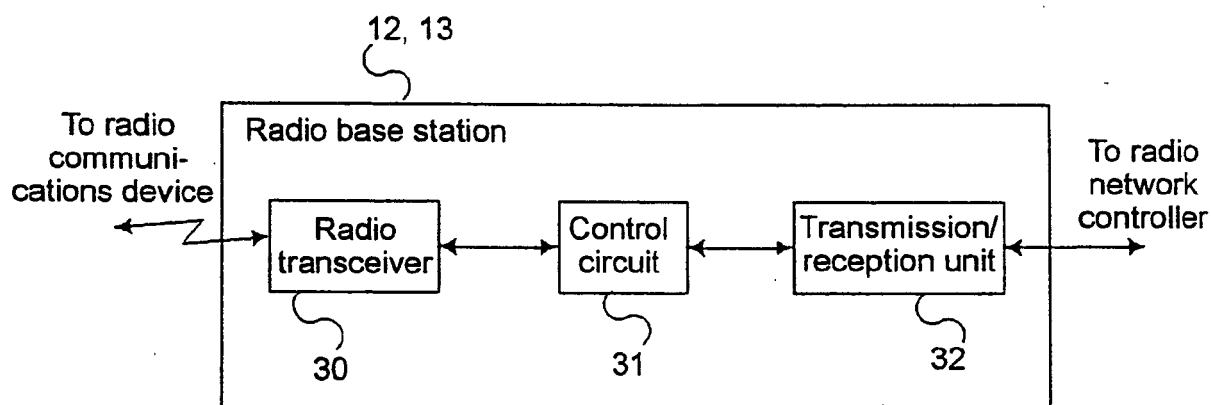 12, 13
To radio
communi-
cations device
Radio base station
To radio
network
controller
Radio
transceiver
Control
circuit
Transmission/
reception unit
30
31
32